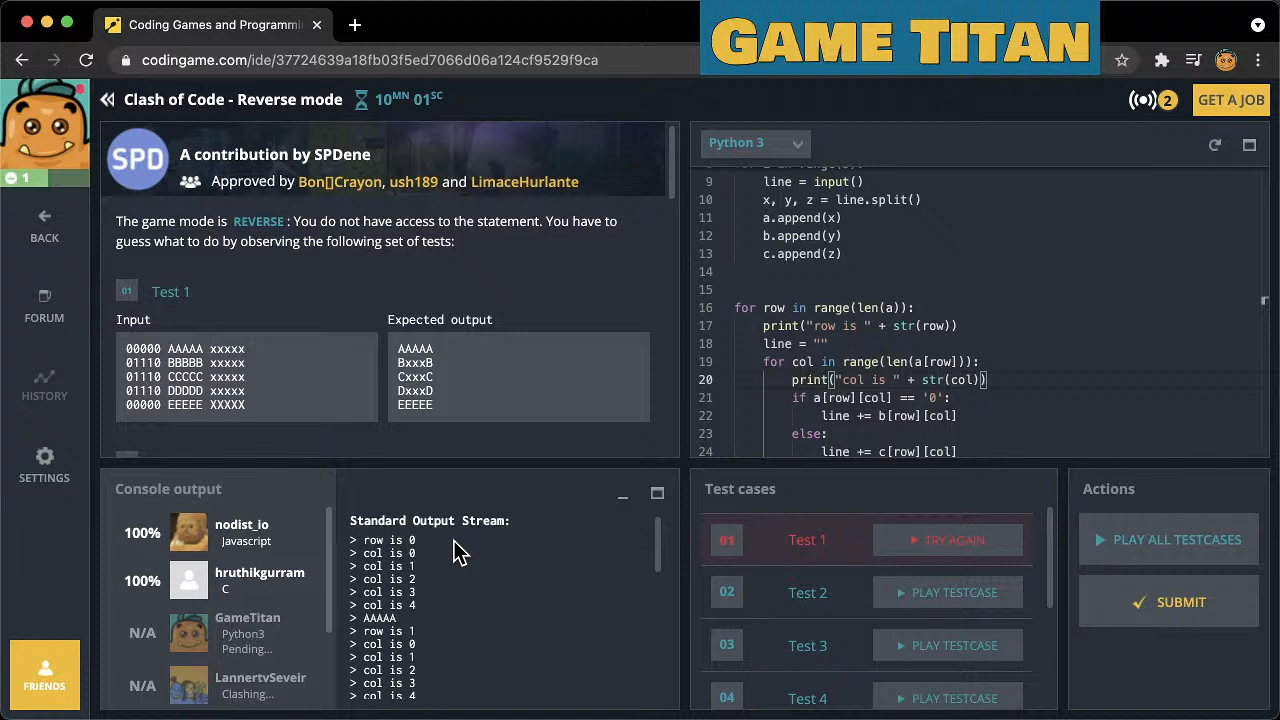 Coding Games and Programmi
GAME TITAN
codingame.com/ide/37724639a18fb03f5ed7066d06a124cf9529f9ca
Clash of Code - Reverse mode
10MN 01SC
2
GET A JOB
1
BACK
FORUM
HISTORY
SETTINGS
FRIENDS
SPD
A contribution by SPDene
Approved by Bon[]Crayon, ush189 and LimaceHurlante
The game mode is REVERSE : You do not have access to the statement. You have to
guess what to do by observing the following set of tests:
01 Test 1
Input
00000 AAAAA xxxxx
01110 BBBBB xxxxx
01110 CCCCC xxxxx
01110 DDDDD xxxxx
00000 EEEEE XXXXX
Expected output
AAAAA
BxxxB
CxxxC
DxxxD
EEEEE
Python 3
9 line = input()
10 x, y, z = line.split()
11 a.append(x)
12 b.append(y)
13 c.append(z)
14
15
16 for row in range(len(a)):
17 print("row is " + str(row))
18 line = ""
19 for col in range(len(a[row])):
20 print("col is " + str(col))
21 if a[row][col] == '0':
22 line += b[row][col]
23 else:
24 line += c[row][col]
Console output
100% nodist_io
Javascript
100% hruthikgurram
C
N/A GameTitan
Python3
Pending...
N/A LannertvSeveir
Clashing...
Standard Output Stream:
> row is 0
> col is 0
> col is 1
> col is 2
> col is 3
> col is 4
> AAAAA
> row is 1
> col is 0
> col is 1
> col is 2
> col is 3
> col is 4
Test cases
01 Test 1 TRY AGAIN
02 Test 2 PLAY TESTCASE
03 Test 3 PLAY TESTCASE
04 Test 4 PLAY TESTCASE
Actions
PLAY ALL TESTCASES
SUBMIT